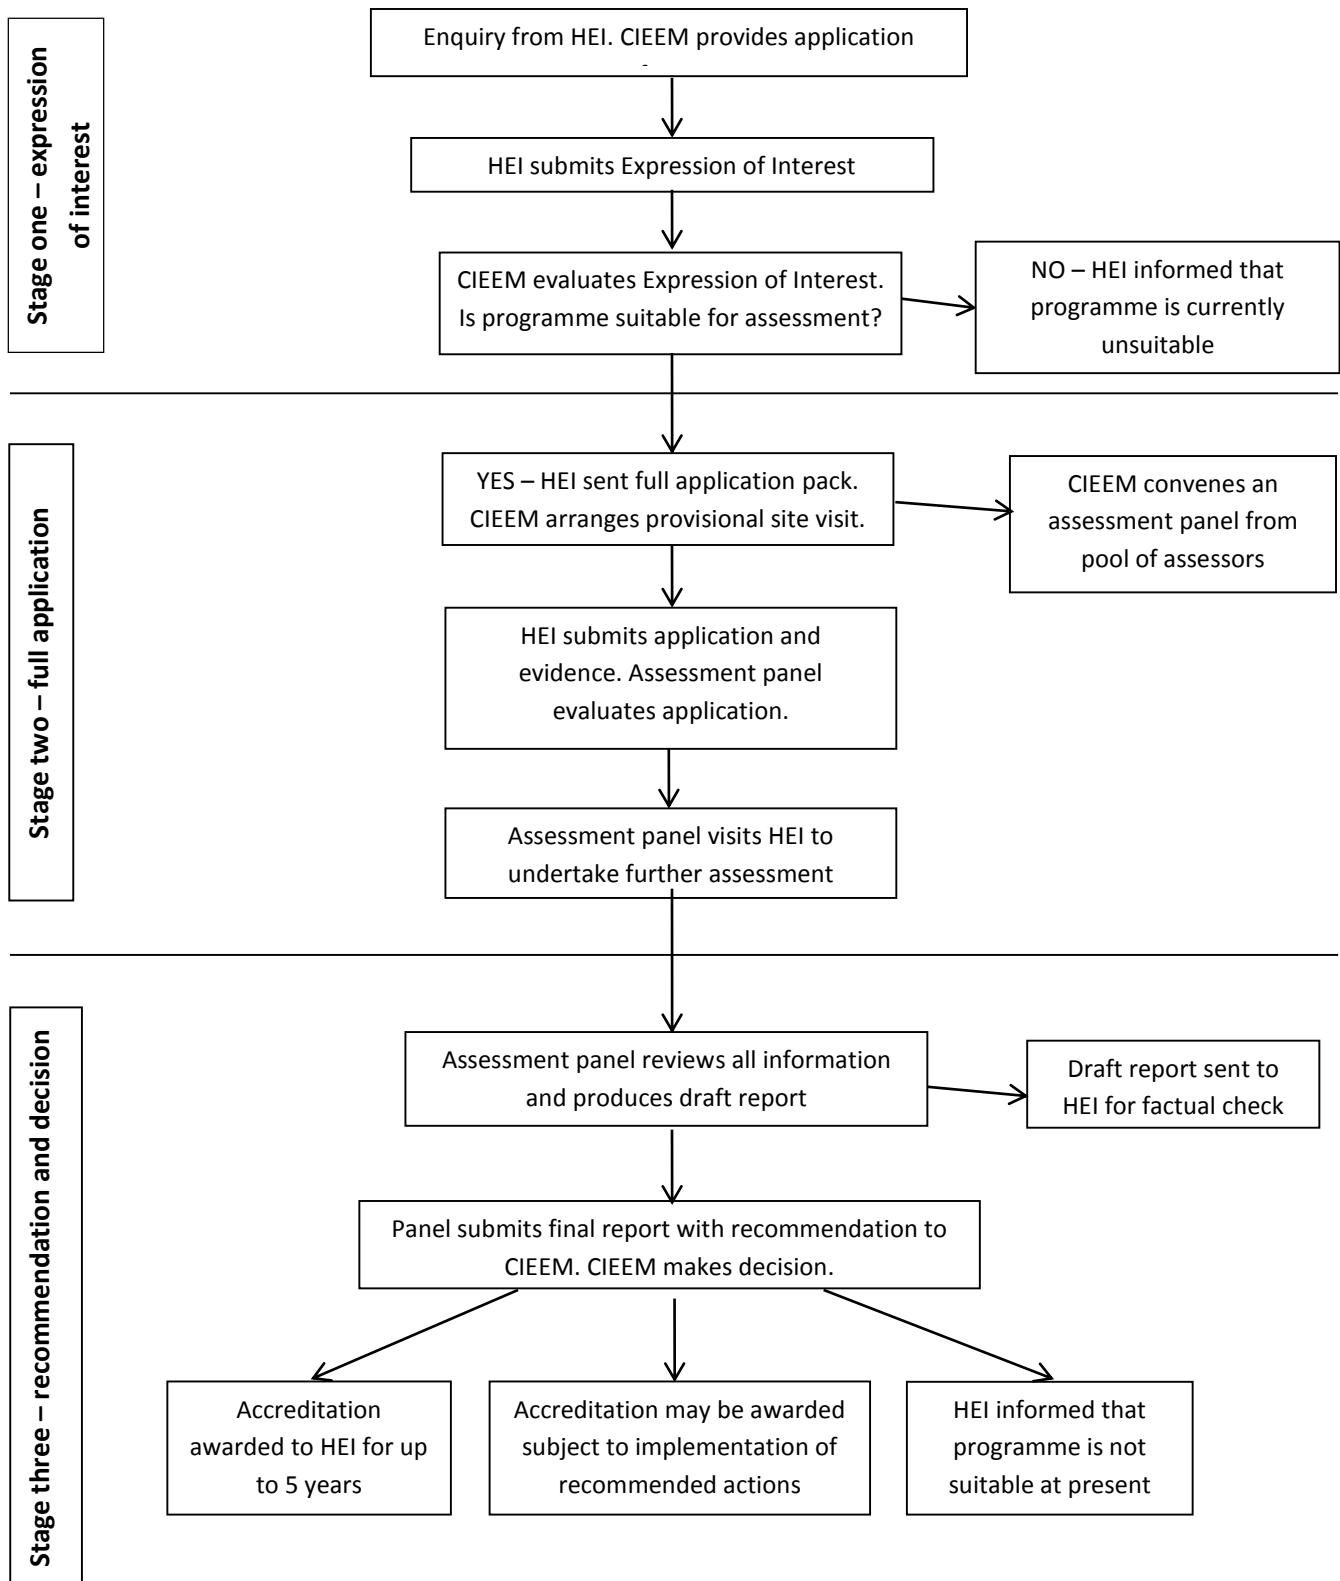 Stage one – expression
of interest
Enquiry from HEI. CIEEM provides application
HEI submits Expression of Interest
CIEEM evaluates Expression of Interest.
Is programme suitable for assessment?
NO – HEI informed that
programme is currently
unsuitable
Stage two – full application
YES – HEI sent full application pack.
CIEEM arranges provisional site visit.
CIEEM convenes an
assessment panel from
pool of assessors
HEI submits application and
evidence. Assessment panel
evaluates application.
Assessment panel visits HEI to
undertake further assessment
Stage three – recommendation and decision
Assessment panel reviews all information
and produces draft report
Draft report sent to
HEI for factual check
Panel submits final report with recommendation to
CIEEM. CIEEM makes decision.
Accreditation
awarded to HEI for up
to 5 years
Accreditation may be awarded
subject to implementation of
recommended actions
HEI informed that
programme is not
suitable at present